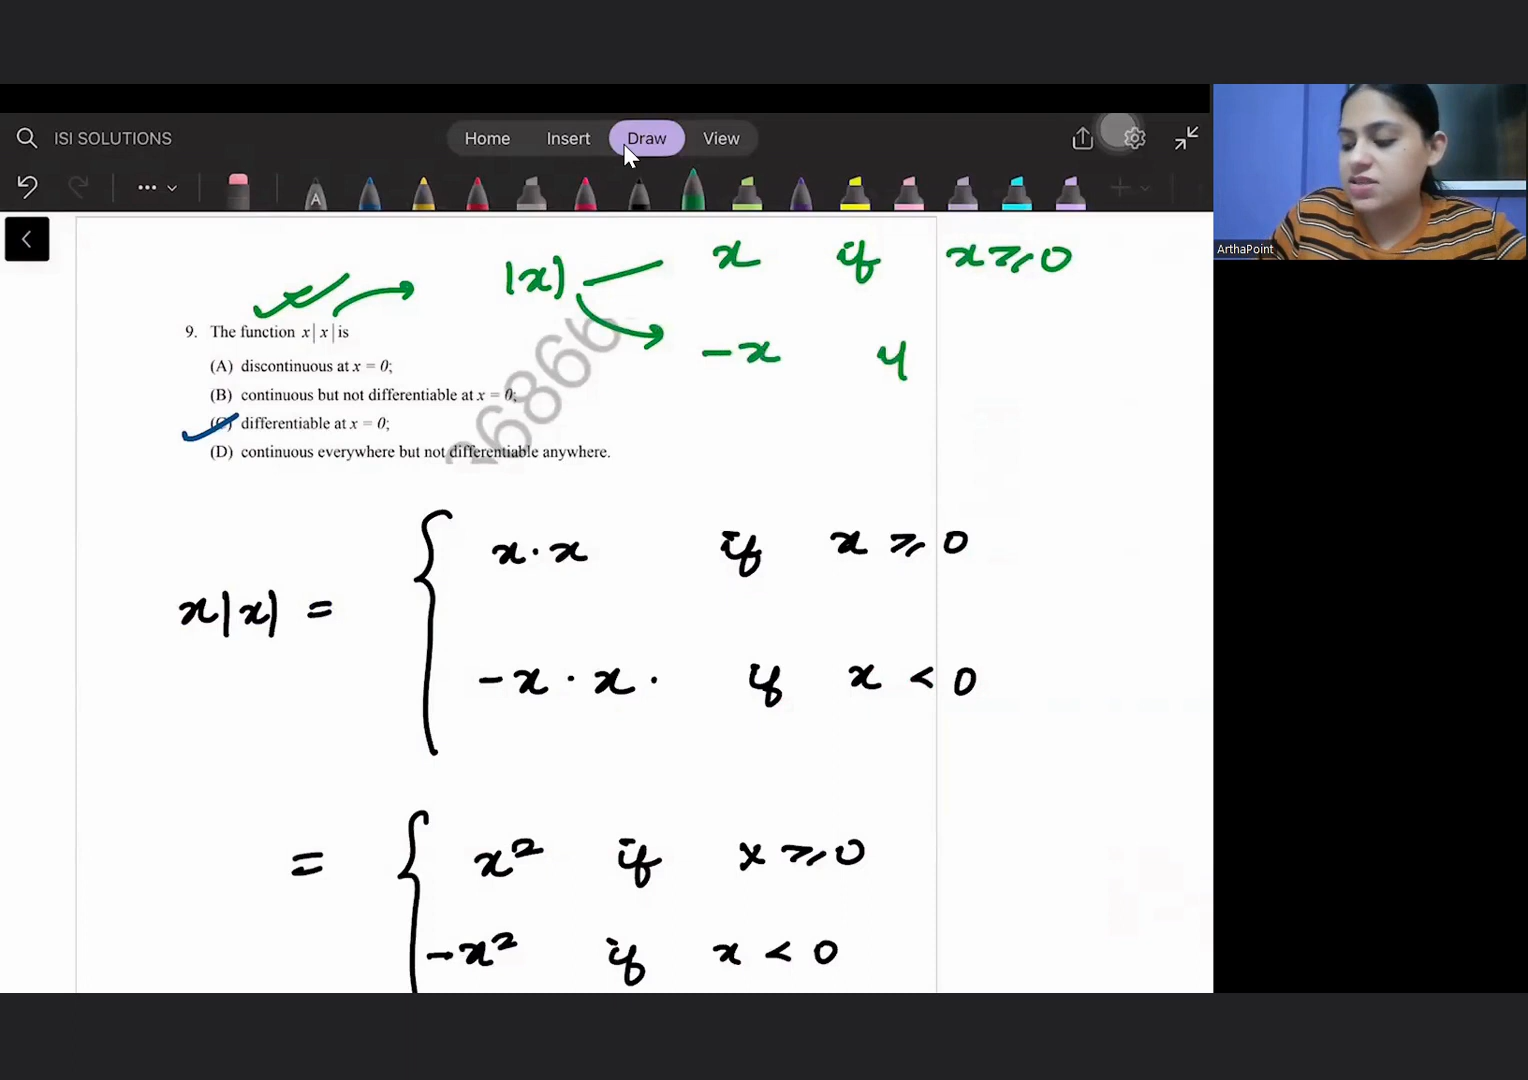 ISI SOLUTIONS
Home Insert Draw View
A
ArthaPoint
|x| x if x ≥ 0
-x
9. The function x|x| is
(A) discontinuous at x = 0;
(B) continuous but not differentiable at x = 0;
(C) differentiable at x = 0;
(D) continuous everywhere but not differentiable anywhere.
x|x| = { x · x if x ≥ 0
-x · x · if x < 0
= { x² if x ≥ 0
-x² if x < 0